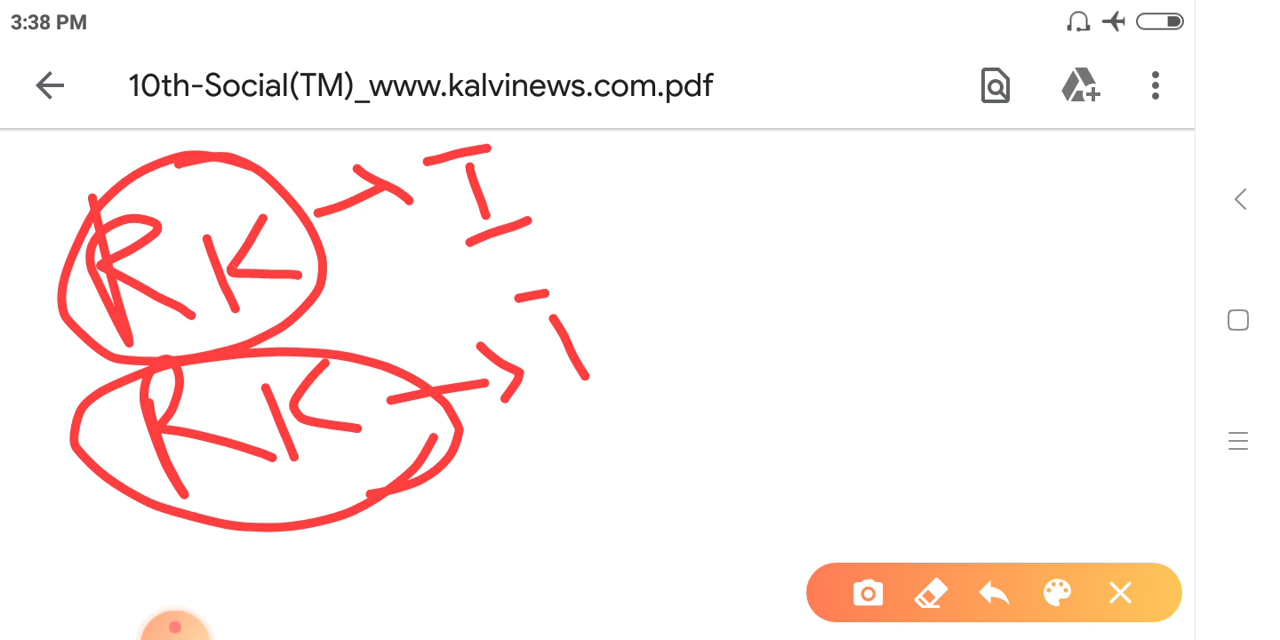 3:38 PM
10th-Social(TM)_www.kalvinews.com.pdf
RK → I
RK →